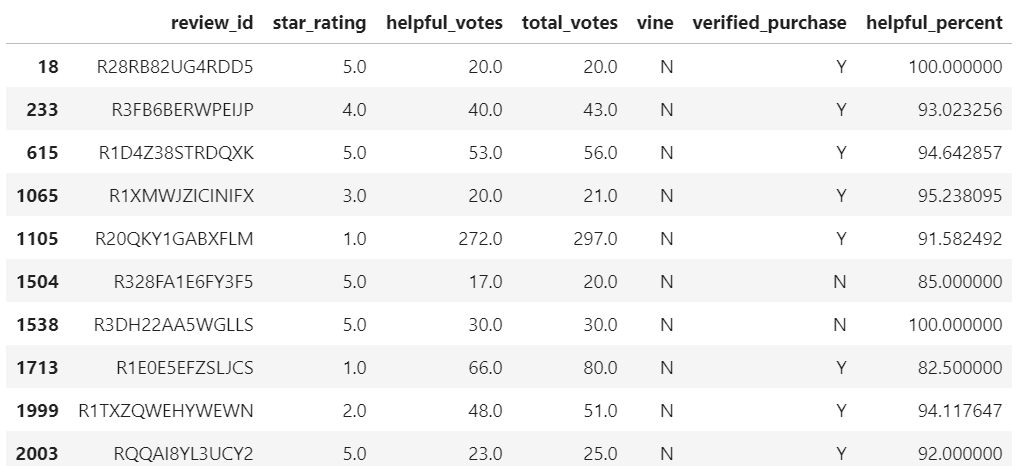 review_id star_rating helpful_votes total_votes vine verified_purchase helpful_percent
18 R28RB82UG4RDD5 5.0 20.0 20.0 N Y 100.000000
233 R3FB6BERWPEIJP 4.0 40.0 43.0 N Y 93.023256
615 R1D4Z38STRDQXK 5.0 53.0 56.0 N Y 94.642857
1065 R1XMWJZICINIFX 3.0 20.0 21.0 N Y 95.238095
1105 R20QKY1GABXFLM 1.0 272.0 297.0 N Y 91.582492
1504 R328FA1E6FY3F5 5.0 17.0 20.0 N N 85.000000
1538 R3DH22AA5WGLLS 5.0 30.0 30.0 N N 100.000000
1713 R1E0E5EFZSLJCS 1.0 66.0 80.0 N Y 82.500000
1999 R1TXZQWEHYWEWN 2.0 48.0 51.0 N Y 94.117647
2003 RQQAI8YL3UCY2 5.0 23.0 25.0 N Y 92.000000